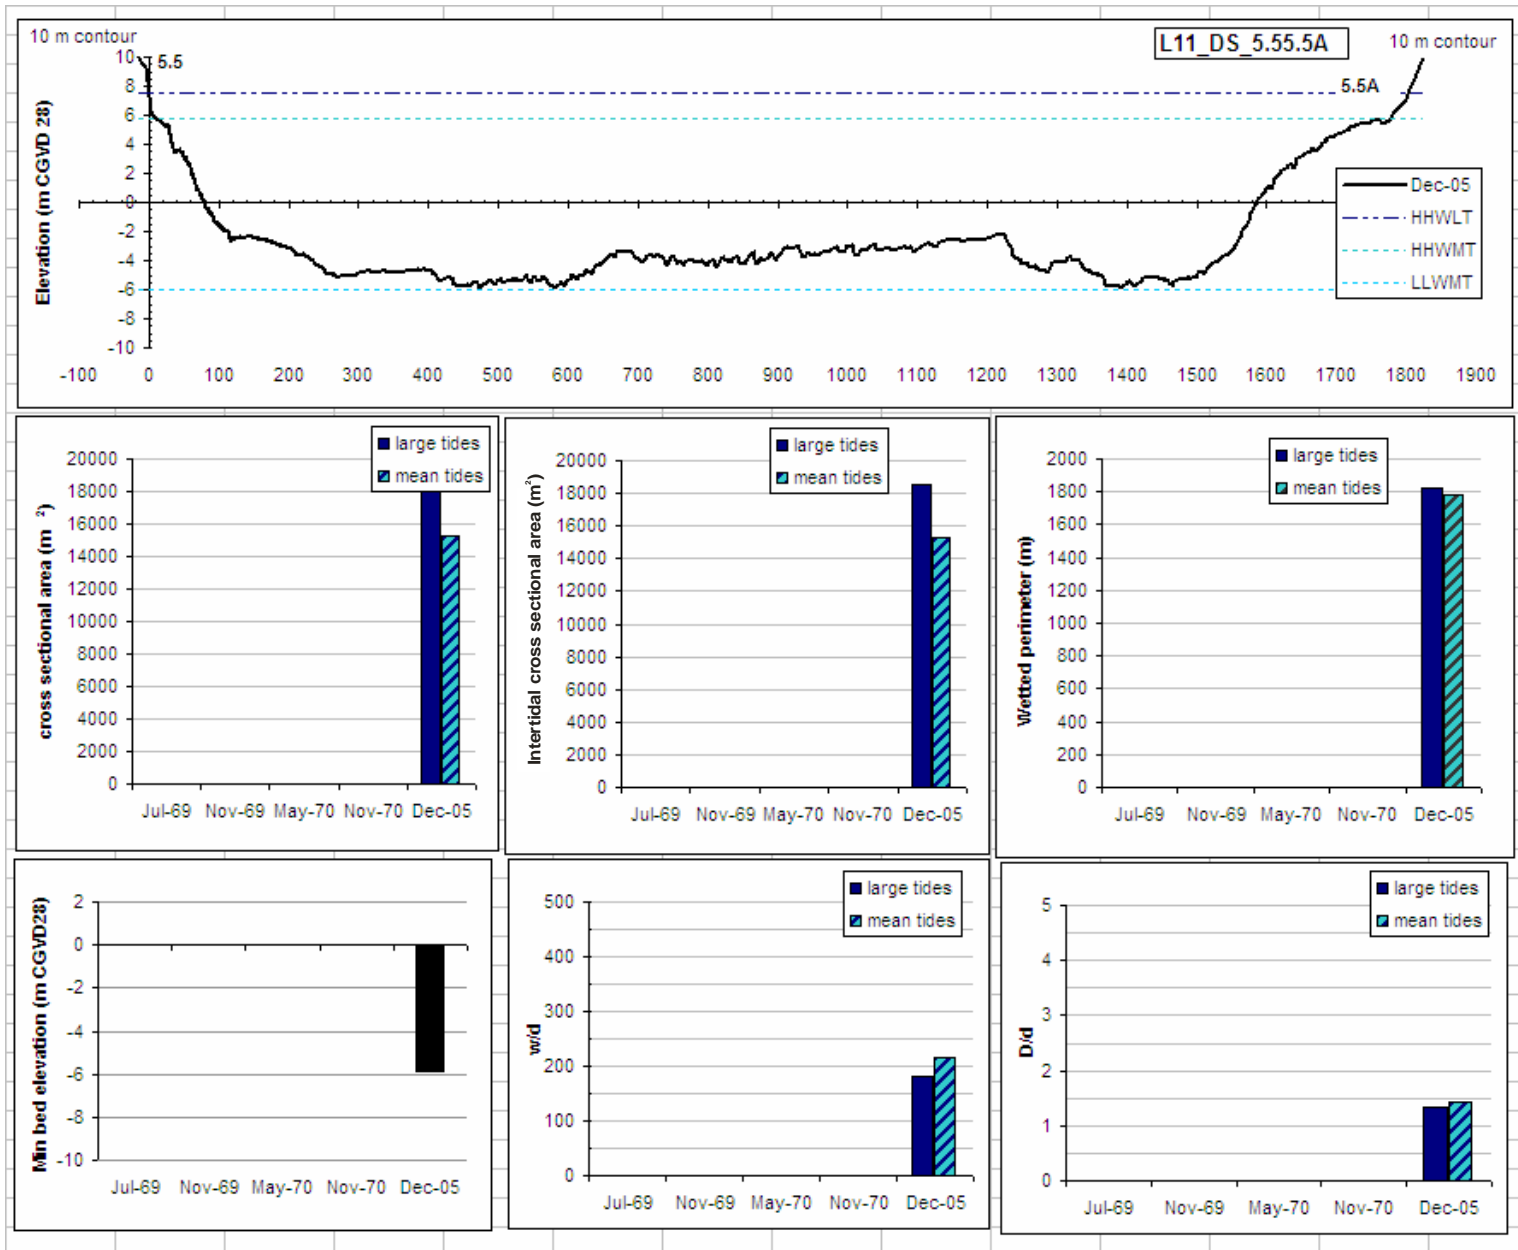 10 m contour
L11_DS_5.55.5A
10 m contour
5.5
5.5A
Elevation (m CGVD 28)
10
8
6
4
2
0
-2
-4
-6
-8
-10
-100 0 100 200 300 400 500 600 700 800 900 1000 1100 1200 1300 1400 1500 1600 1700 1800 1900
Dec-05
HHWLT
HHWMT
LLWMT
large tides
mean tides
cross sectional area (m ²)
20000
18000
16000
14000
12000
10000
8000
6000
4000
2000
0
Jul-69 Nov-69 May-70 Nov-70 Dec-05
large tides
mean tides
Intertidal cross sectional area (m²)
20000
18000
16000
14000
12000
10000
8000
6000
4000
2000
0
Jul-69 Nov-69 May-70 Nov-70 Dec-05
large tides
mean tides
Wetted perimeter (m)
2000
1800
1600
1400
1200
1000
800
600
400
200
0
Jul-69 Nov-69 May-70 Nov-70 Dec-05
Min bed elevation (m CGVD28)
2
0
-2
-4
-6
-8
-10
Jul-69 Nov-69 May-70 Nov-70 Dec-05
large tides
mean tides
w/d
500
400
300
200
100
0
Jul-69 Nov-69 May-70 Nov-70 Dec-05
large tides
mean tides
D/d
5
4
3
2
1
0
Jul-69 Nov-69 May-70 Nov-70 Dec-05